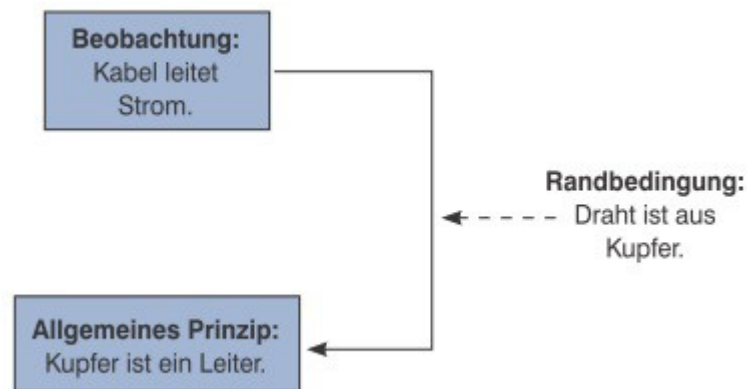 Beobachtung:
Kabel leitet
Strom.
Randbedingung:
Draht ist aus
Kupfer.
Allgemeines Prinzip:
Kupfer ist ein Leiter.